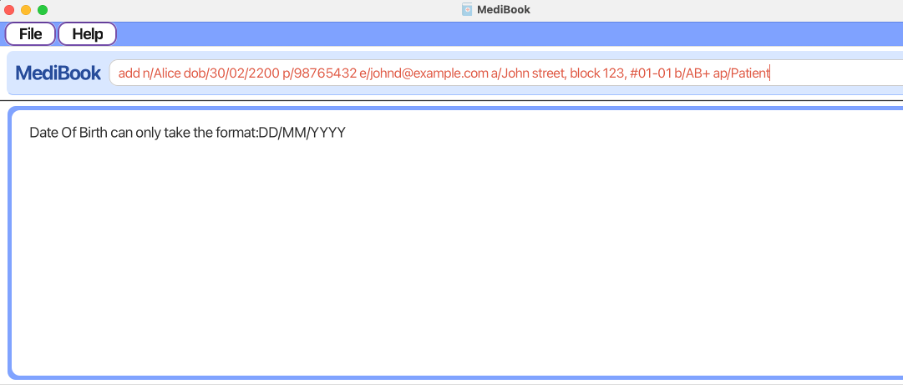 MediBook
File Help
MediBook add n/Alice dob/30/02/2200 p/98765432 e/johnd@example.com a/John street, block 123, #01-01 b/AB+ ap/Patient
Date Of Birth can only take the format:DD/MM/YYYY